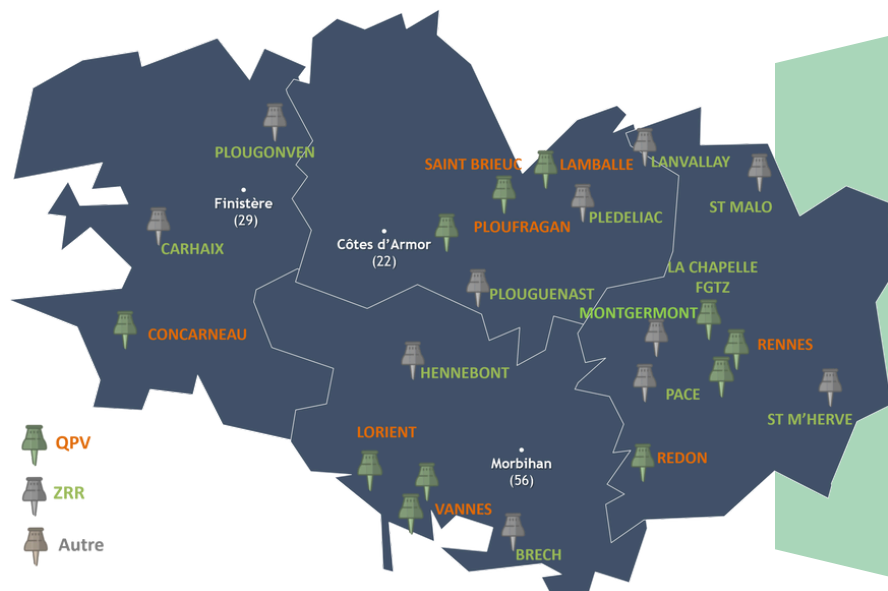 PLOUGONVEN
SAINT BRIEUC
LAMBALLE
LANVALLAY
Finistère
(29)
PLEDELIAC
ST MALO
PLOUFRAGAN
CARHAIX
Côtes d'Armor
(22)
LA CHAPELLE
FGTZ
PLOUGUENAST
MONTGERMONT
CONCARNEAU
RENNES
HENNEBONT
PACE
ST M'HERVE
LORIENT
QPV
Morbihan
(56)
REDON
ZRR
VANNES
Autre
BRECH